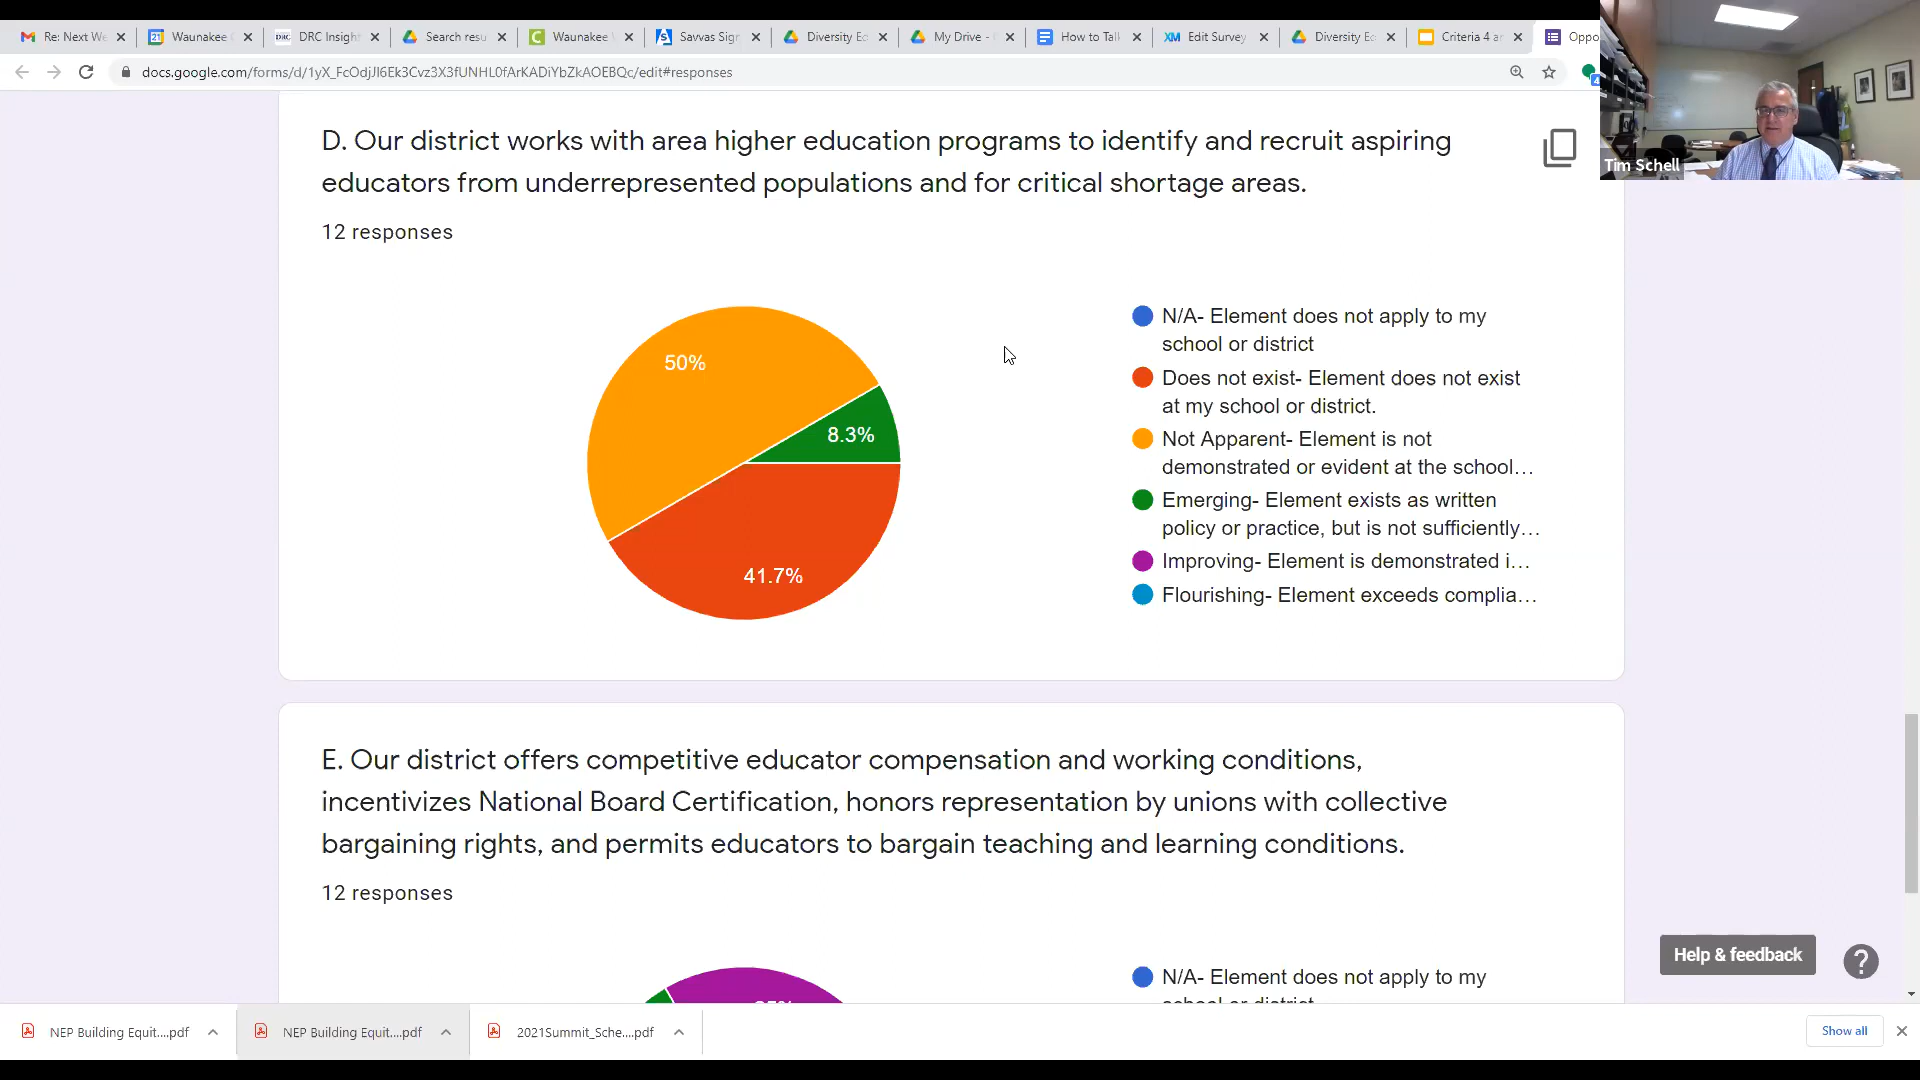 Re: Next We
Waunakee
DRC Insigh
Search resu
Waunakee
Savvas Sign
Diversity Ec
My Drive -
How to Talk
Edit Survey
Diversity Ec
Criteria 4 a
Oppo
docs.google.com/forms/d/1yX_FcOdjJI6Ek3Cvz3X3fUNHL0fArKADiYbZkAOEBQc/edit#responses
Tim Schell
D. Our district works with area higher education programs to identify and recruit aspiring
educators from underrepresented populations and for critical shortage areas.
12 responses
50%
8.3%
41.7%
N/A- Element does not apply to my
school or district
Does not exist- Element does not exist
at my school or district.
Not Apparent- Element is not
demonstrated or evident at the school...
Emerging- Element exists as written
policy or practice, but is not sufficiently...
Improving- Element is demonstrated i...
Flourishing- Element exceeds complia...
E. Our district offers competitive educator compensation and working conditions,
incentivizes National Board Certification, honors representation by unions with collective
bargaining rights, and permits educators to bargain teaching and learning conditions.
12 responses
N/A- Element does not apply to my
school or district
Help & feedback
NEP Building Equit....pdf
NEP Building Equit....pdf
2021Summit_Sche....pdf
Show all